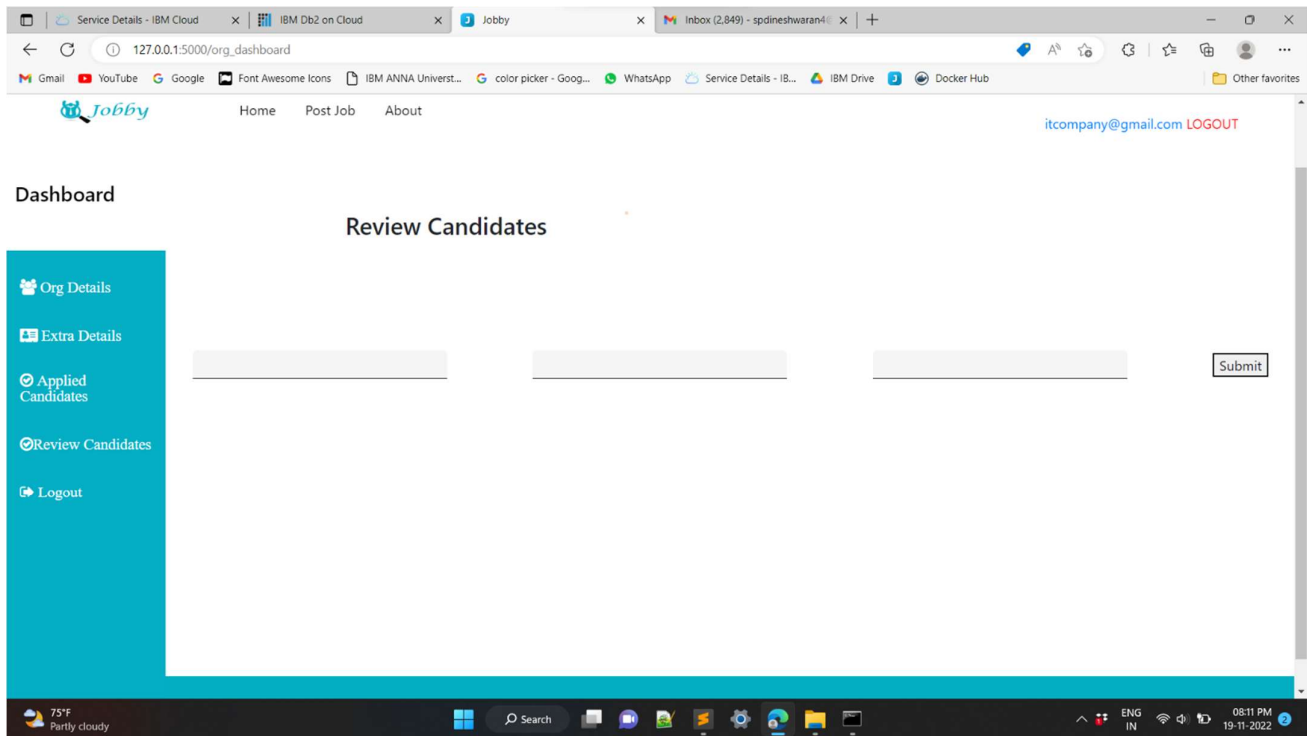 Service Details - IBM Cloud
IBM Db2 on Cloud
Jobby
Inbox (2,849) - spdineshwaran4
127.0.0.1:5000/org_dashboard
Gmail YouTube Google Font Awesome Icons IBM ANNA Universt... color picker - Goog... WhatsApp Service Details - IB... IBM Drive Docker Hub Other favorites
Jobby Home Post Job About
itcompany@gmail.com LOGOUT
Dashboard
Review Candidates
Org Details
Extra Details
Applied
Candidates
Review Candidates
Logout
Submit
75°F
Partly cloudy
Search
ENG
IN
08:11 PM
19-11-2022
2